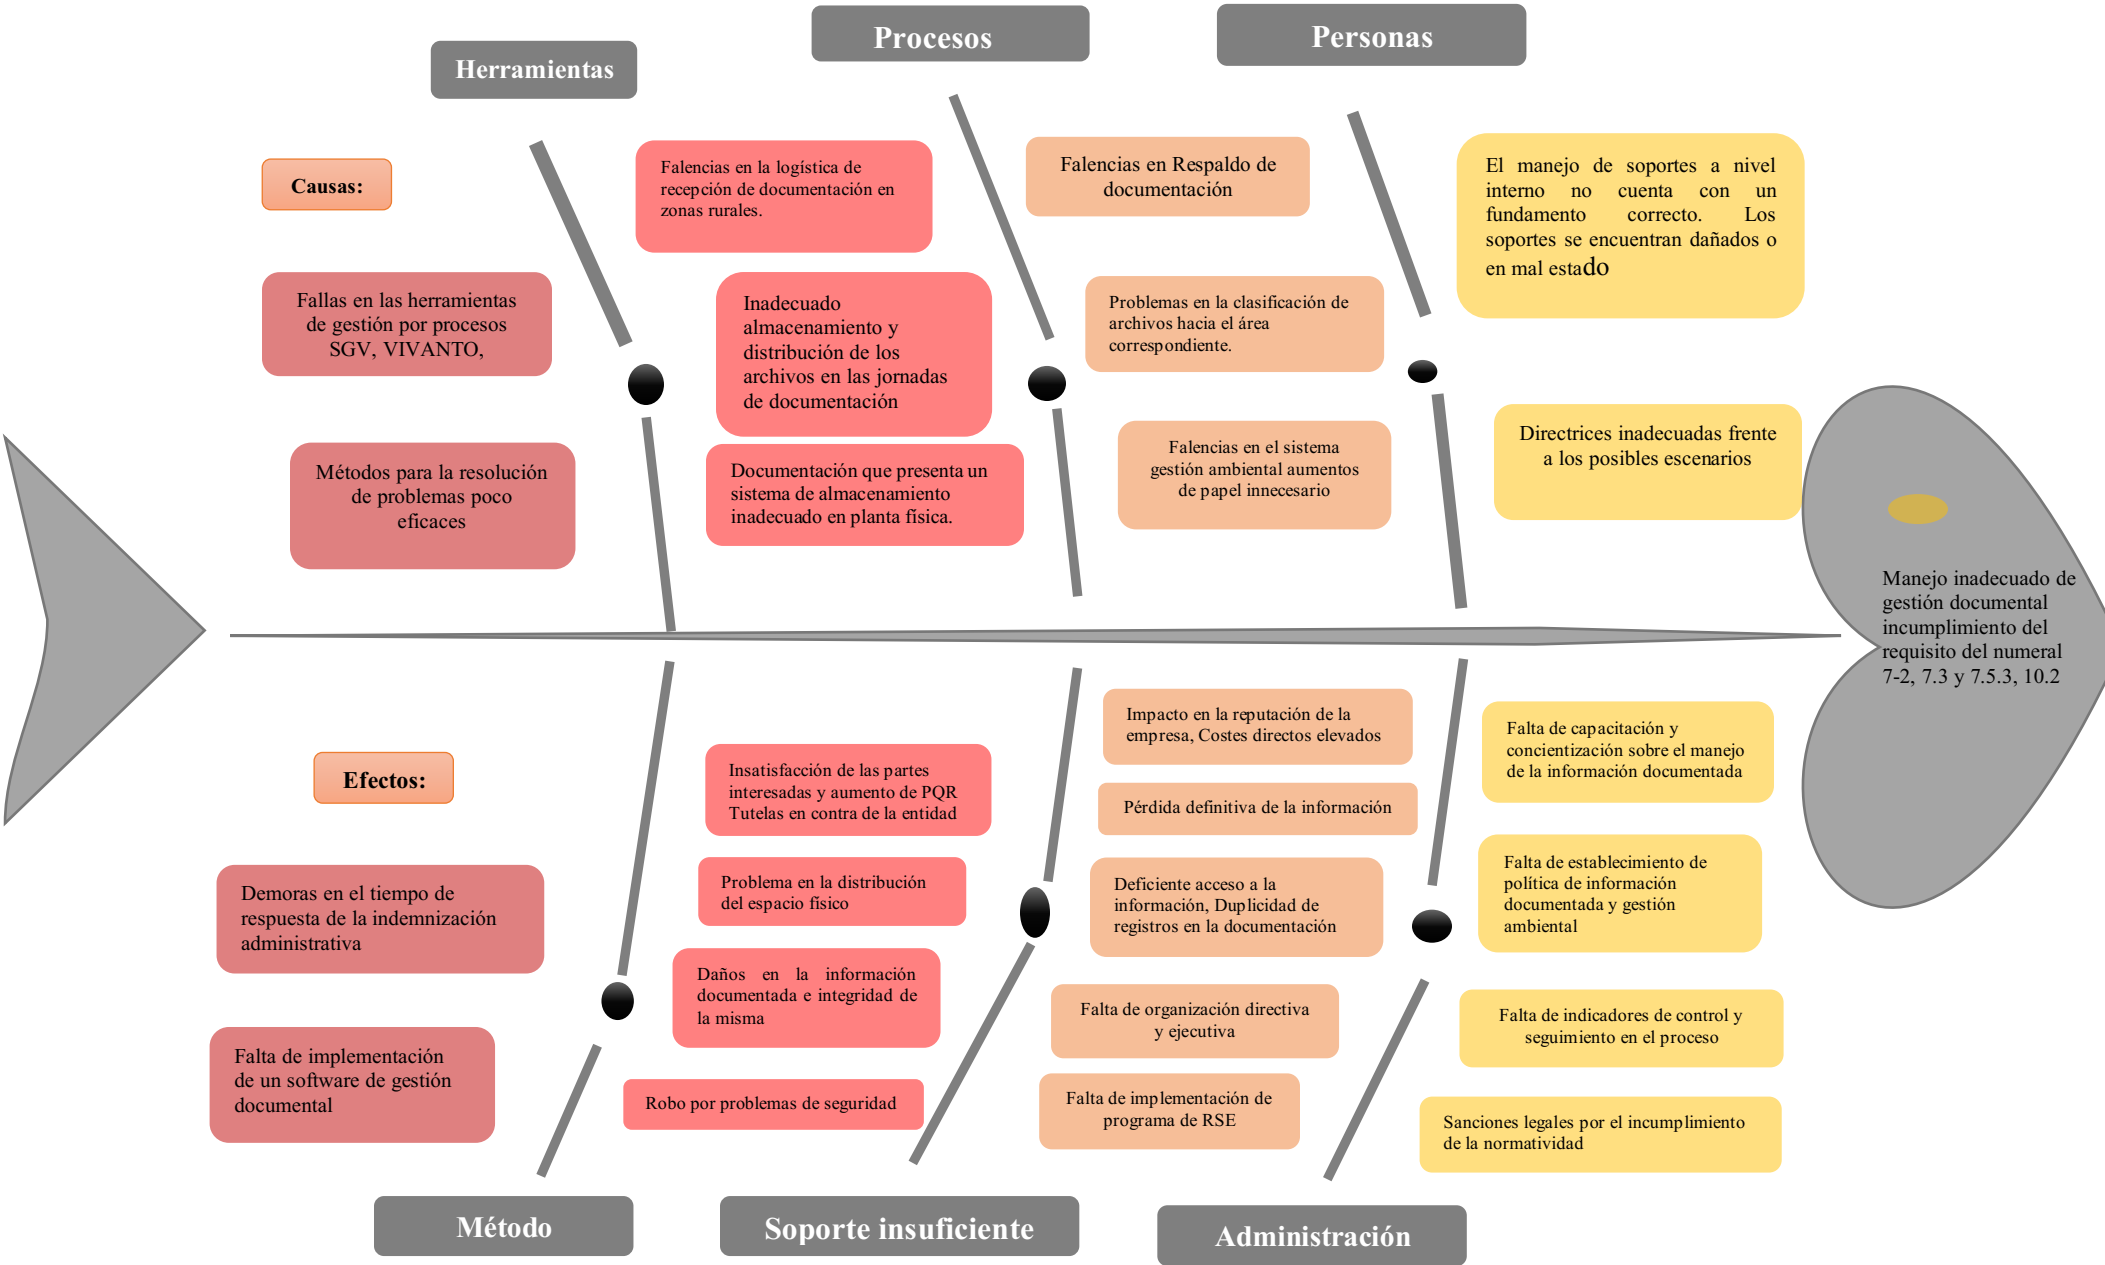 Herramientas
Procesos
Personas
Causas:
Fallas en las herramientas
de gestión por procesos
SGV, VIVANTO,
Métodos para la resolución
de problemas poco
eficaces
Falencias en la logística de
recepción de documentación en
zonas rurales.
Inadecuado
almacenamiento y
distribución de los
archivos en las jornadas
de documentación
Documentación que presenta un
sistema de almacenamiento
inadecuado en planta física.
Falencias en Respaldo de
documentación
Problemas en la clasificación de
archivos hacia el área
correspondiente.
Falencias en el sistema
gestión ambiental aumentos
de papel innecesario
El manejo de soportes a nivel
interno no cuenta con un
fundamento correcto. Los
soportes se encuentran dañados o
en mal estado
Directrices inadecuadas frente
a los posibles escenarios
Manejo inadecuado de
gestión documental
incumplimiento del
requisito del numeral
7-2, 7.3 y 7.5.3, 10.2
Efectos:
Demoras en el tiempo de
respuesta de la indemnización
administrativa
Falta de implementación
de un software de gestión
documental
Insatisfacción de las partes
interesadas y aumento de PQR
Tutelas en contra de la entidad
Problema en la distribución
del espacio físico
Daños en la información
documentada e integridad de
la misma
Robo por problemas de seguridad
Impacto en la reputación de la
empresa, Costes directos elevados
Pérdida definitiva de la información
Deficiente acceso a la
información, Duplicidad de
registros en la documentación
Falta de organización directiva
y ejecutiva
Falta de implementación de
programa de RSE
Falta de capacitación y
concientización sobre el manejo
de la información documentada
Falta de establecimiento de
política de información
documentada y gestión
ambiental
Falta de indicadores de control y
seguimiento en el proceso
Sanciones legales por el incumplimiento
de la normatividad
Método
Soporte insuficiente
Administración